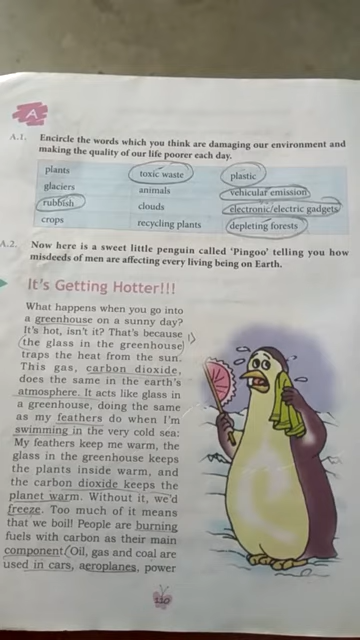 A
A.1. Encircle the words which you think are damaging our environment and
making the quality of our life poorer each day.
plants toxic waste plastic
glaciers animals vehicular emission
rubbish clouds electronic/electric gadgets
crops recycling plants depleting forests
A.2. Now here is a sweet little penguin called 'Pingoo' telling you how
misdeeds of men are affecting every living being on Earth.
It's Getting Hotter!!!
What happens when you go into
a greenhouse on a sunny day?
It's hot, isn't it? That's because
the glass in the greenhouse
traps the heat from the sun.
This gas, carbon dioxide,
does the same in the earth's
atmosphere. It acts like glass in
a greenhouse, doing the same
as my feathers do when I'm
swimming in the very cold sea:
My feathers keep me warm, the
glass in the greenhouse keeps
the plants inside warm, and
the carbon dioxide keeps the
planet warm. Without it, we'd
freeze. Too much of it means
that we boil! People are burning
fuels with carbon as their main
component. Oil, gas and coal are
used in cars, aeroplanes, power
110